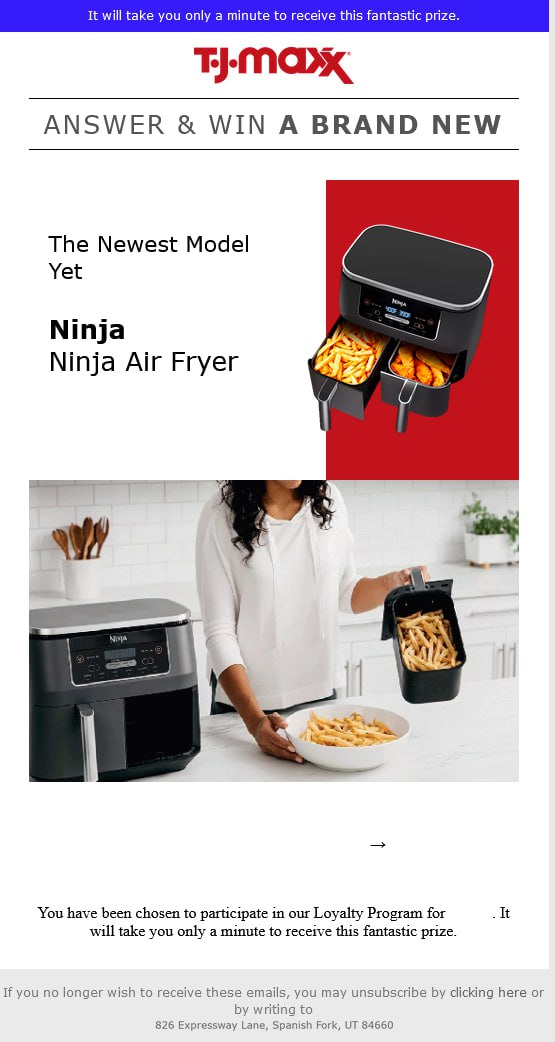 It will take you only a minute to receive this fantastic prize.
T·J·maxx
ANSWER & WIN A BRAND NEW
The Newest Model
Yet
Ninja
Ninja Air Fryer
NINJA
NINJA
→
You have been chosen to participate in our Loyalty Program for . It
will take you only a minute to receive this fantastic prize.
If you no longer wish to receive these emails, you may unsubscribe by clicking here or
by writing to
826 Expressway Lane, Spanish Fork, UT 84660